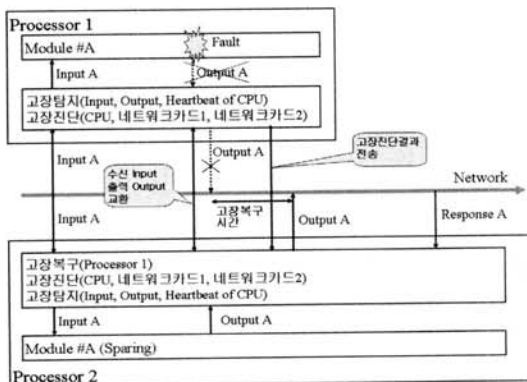 Processor 1
Module #A
Fault
Input A
Output A
고장탐지(Input, Output, Heartbeat of CPU)
고장진단(CPU, 네트워크카드1, 네트워크카드2)
Input A
Output A
고장진단결과
전송
수신 Input
출력 Output
교환
Network
Input A
고장복구
시간
Output A
Response A
고장복구(Processor 1)
고장진단(CPU, 네트워크카드1, 네트워크카드2)
고장탐지(Input, Output, Heartbeat of CPU)
Input A
Output A
Module #A (Sparing)
Processor 2